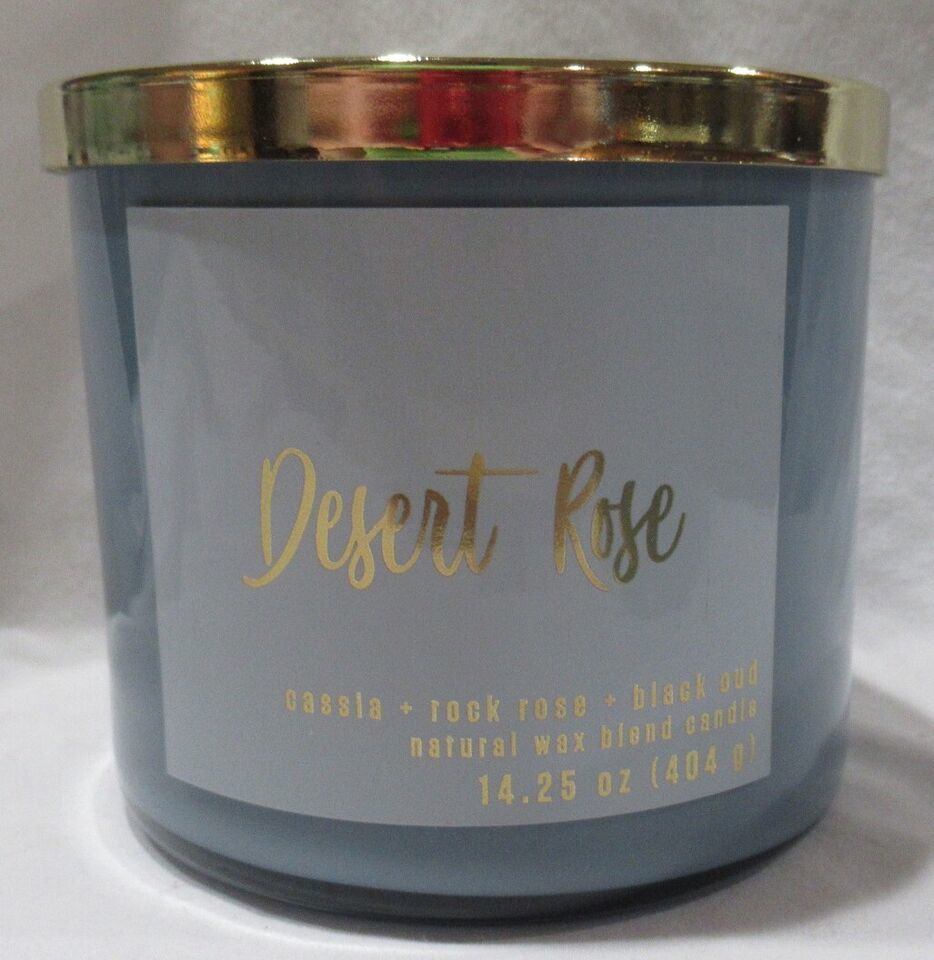 Desert Rose
cassia + rock rose + black oud
natural wax blend candle
14.25 oz (404 g)